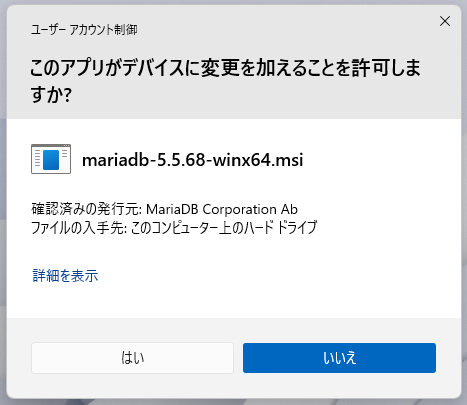 ユーザー アカウント制御
このアプリがデバイスに変更を加えることを許可しま
すか?
mariadb-5.5.68-winx64.msi
確認済みの発行元: MariaDB Corporation Ab
ファイルの入手先: このコンピューター上のハード ドライブ
詳細を表示
はい
いいえ